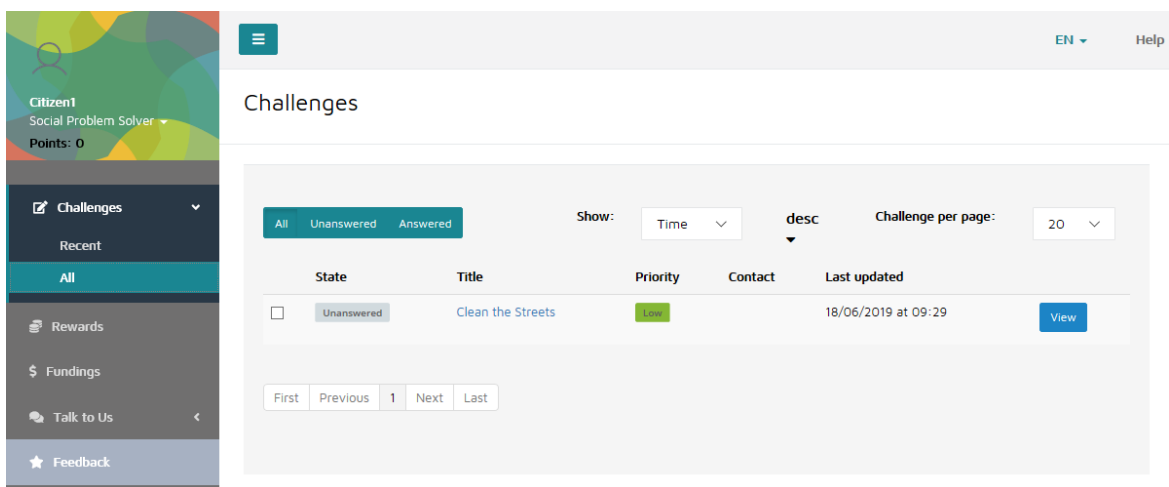 EN Help
Citizen1
Social Problem Solver
Points: 0
Challenges
Recent
All
Rewards
$ Fundings
Talk to Us
Feedback
Challenges
All Unanswered Answered Show: Time desc Challenge per page: 20
State Title Priority Contact Last updated
Unanswered Clean the Streets Low 18/06/2019 at 09:29 View
First Previous 1 Next Last